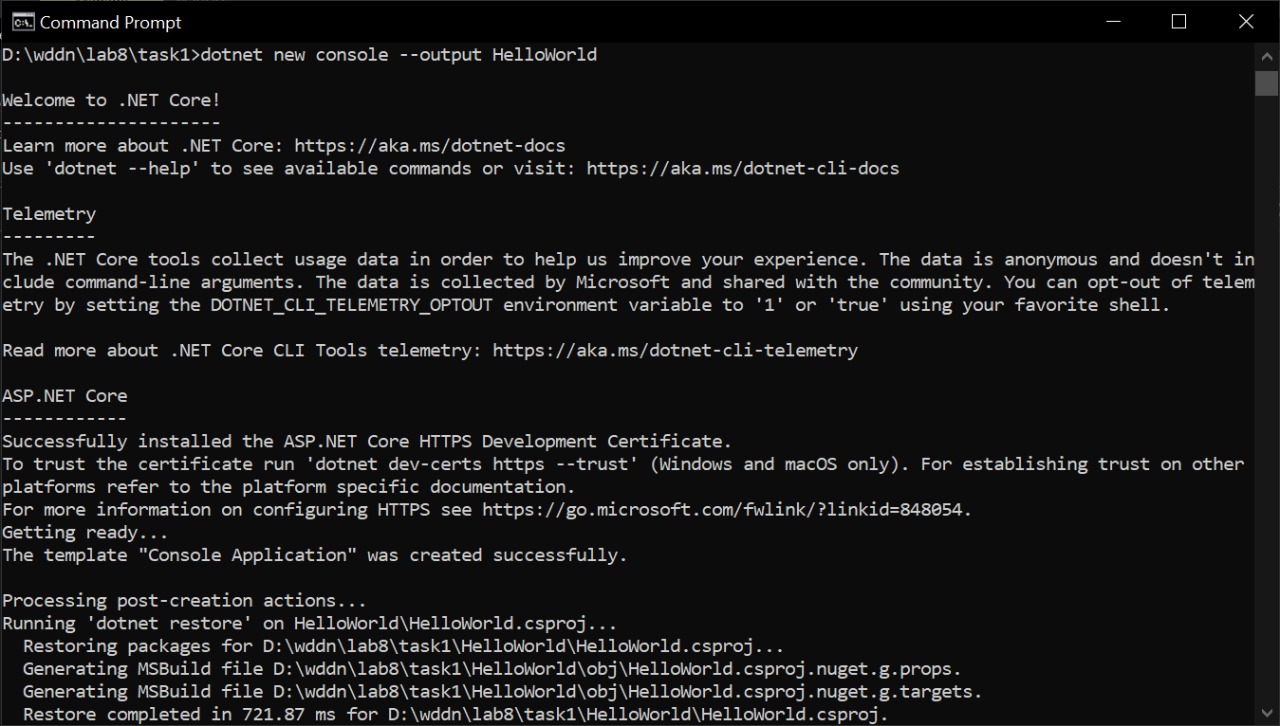 Command Prompt
D:\wddn\lab8\task1>dotnet new console --output HelloWorld
Welcome to .NET Core!
---------------------
Learn more about .NET Core: https://aka.ms/dotnet-docs
Use 'dotnet --help' to see available commands or visit: https://aka.ms/dotnet-cli-docs
Telemetry
---------
The .NET Core tools collect usage data in order to help us improve your experience. The data is anonymous and doesn't in
clude command-line arguments. The data is collected by Microsoft and shared with the community. You can opt-out of telem
etry by setting the DOTNET_CLI_TELEMETRY_OPTOUT environment variable to '1' or 'true' using your favorite shell.
Read more about .NET Core CLI Tools telemetry: https://aka.ms/dotnet-cli-telemetry
ASP.NET Core
------------
Successfully installed the ASP.NET Core HTTPS Development Certificate.
To trust the certificate run 'dotnet dev-certs https --trust' (Windows and macOS only). For establishing trust on other
platforms refer to the platform specific documentation.
For more information on configuring HTTPS see https://go.microsoft.com/fwlink/?linkid=848054.
Getting ready...
The template "Console Application" was created successfully.
Processing post-creation actions...
Running 'dotnet restore' on HelloWorld\HelloWorld.csproj...
  Restoring packages for D:\wddn\lab8\task1\HelloWorld\HelloWorld.csproj...
  Generating MSBuild file D:\wddn\lab8\task1\HelloWorld\obj\HelloWorld.csproj.nuget.g.props.
  Generating MSBuild file D:\wddn\lab8\task1\HelloWorld\obj\HelloWorld.csproj.nuget.g.targets.
  Restore completed in 721.87 ms for D:\wddn\lab8\task1\HelloWorld\HelloWorld.csproj.